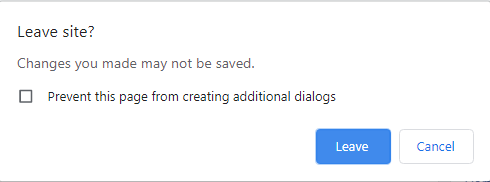 Leave site?
Changes you made may not be saved.
Prevent this page from creating additional dialogs
Leave Cancel